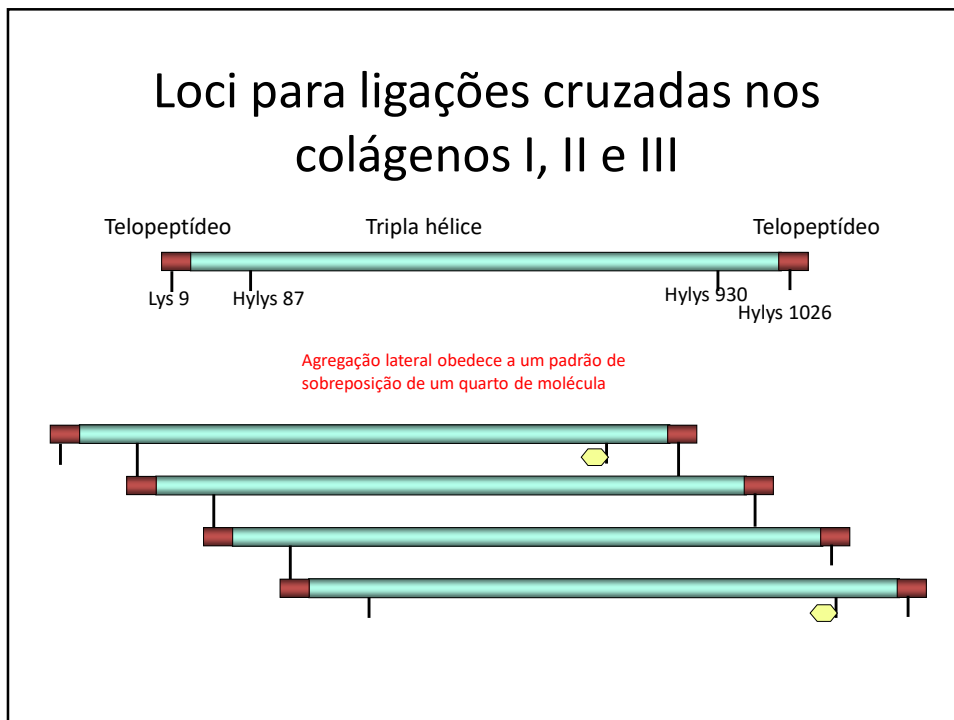 Loci para ligações cruzadas nos
colágenos I, II e III
Telopeptídeo
Tripla hélice
Telopeptídeo
Lys 9
Hylys 87
Hylys 930
Hylys 1026
Agregação lateral obedece a um padrão de
sobreposição de um quarto de molécula